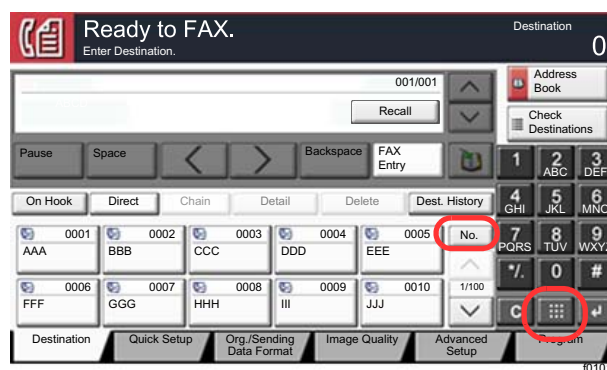 Ready to FAX.
Enter Destination.
Destination
0
001/001
Recall
Address
Book
Check
Destinations
Pause
Space
Backspace
FAX
Entry
1
2
ABC
3
DEF
On Hook
Direct
Chain
Detail
Delete
Dest. History
4
GHI
5
JKL
6
MNO
0001
AAA
0002
BBB
0003
CCC
0004
DDD
0005
EEE
No.
7
PQRS
8
TUV
9
WXYZ
0006
FFF
0007
GGG
0008
HHH
0009
III
0010
JJJ
1/100
*/.
0
#
C
Destination
Quick Setup
Org./Sending
Data Format
Image Quality
Advanced
Setup
Program
f010